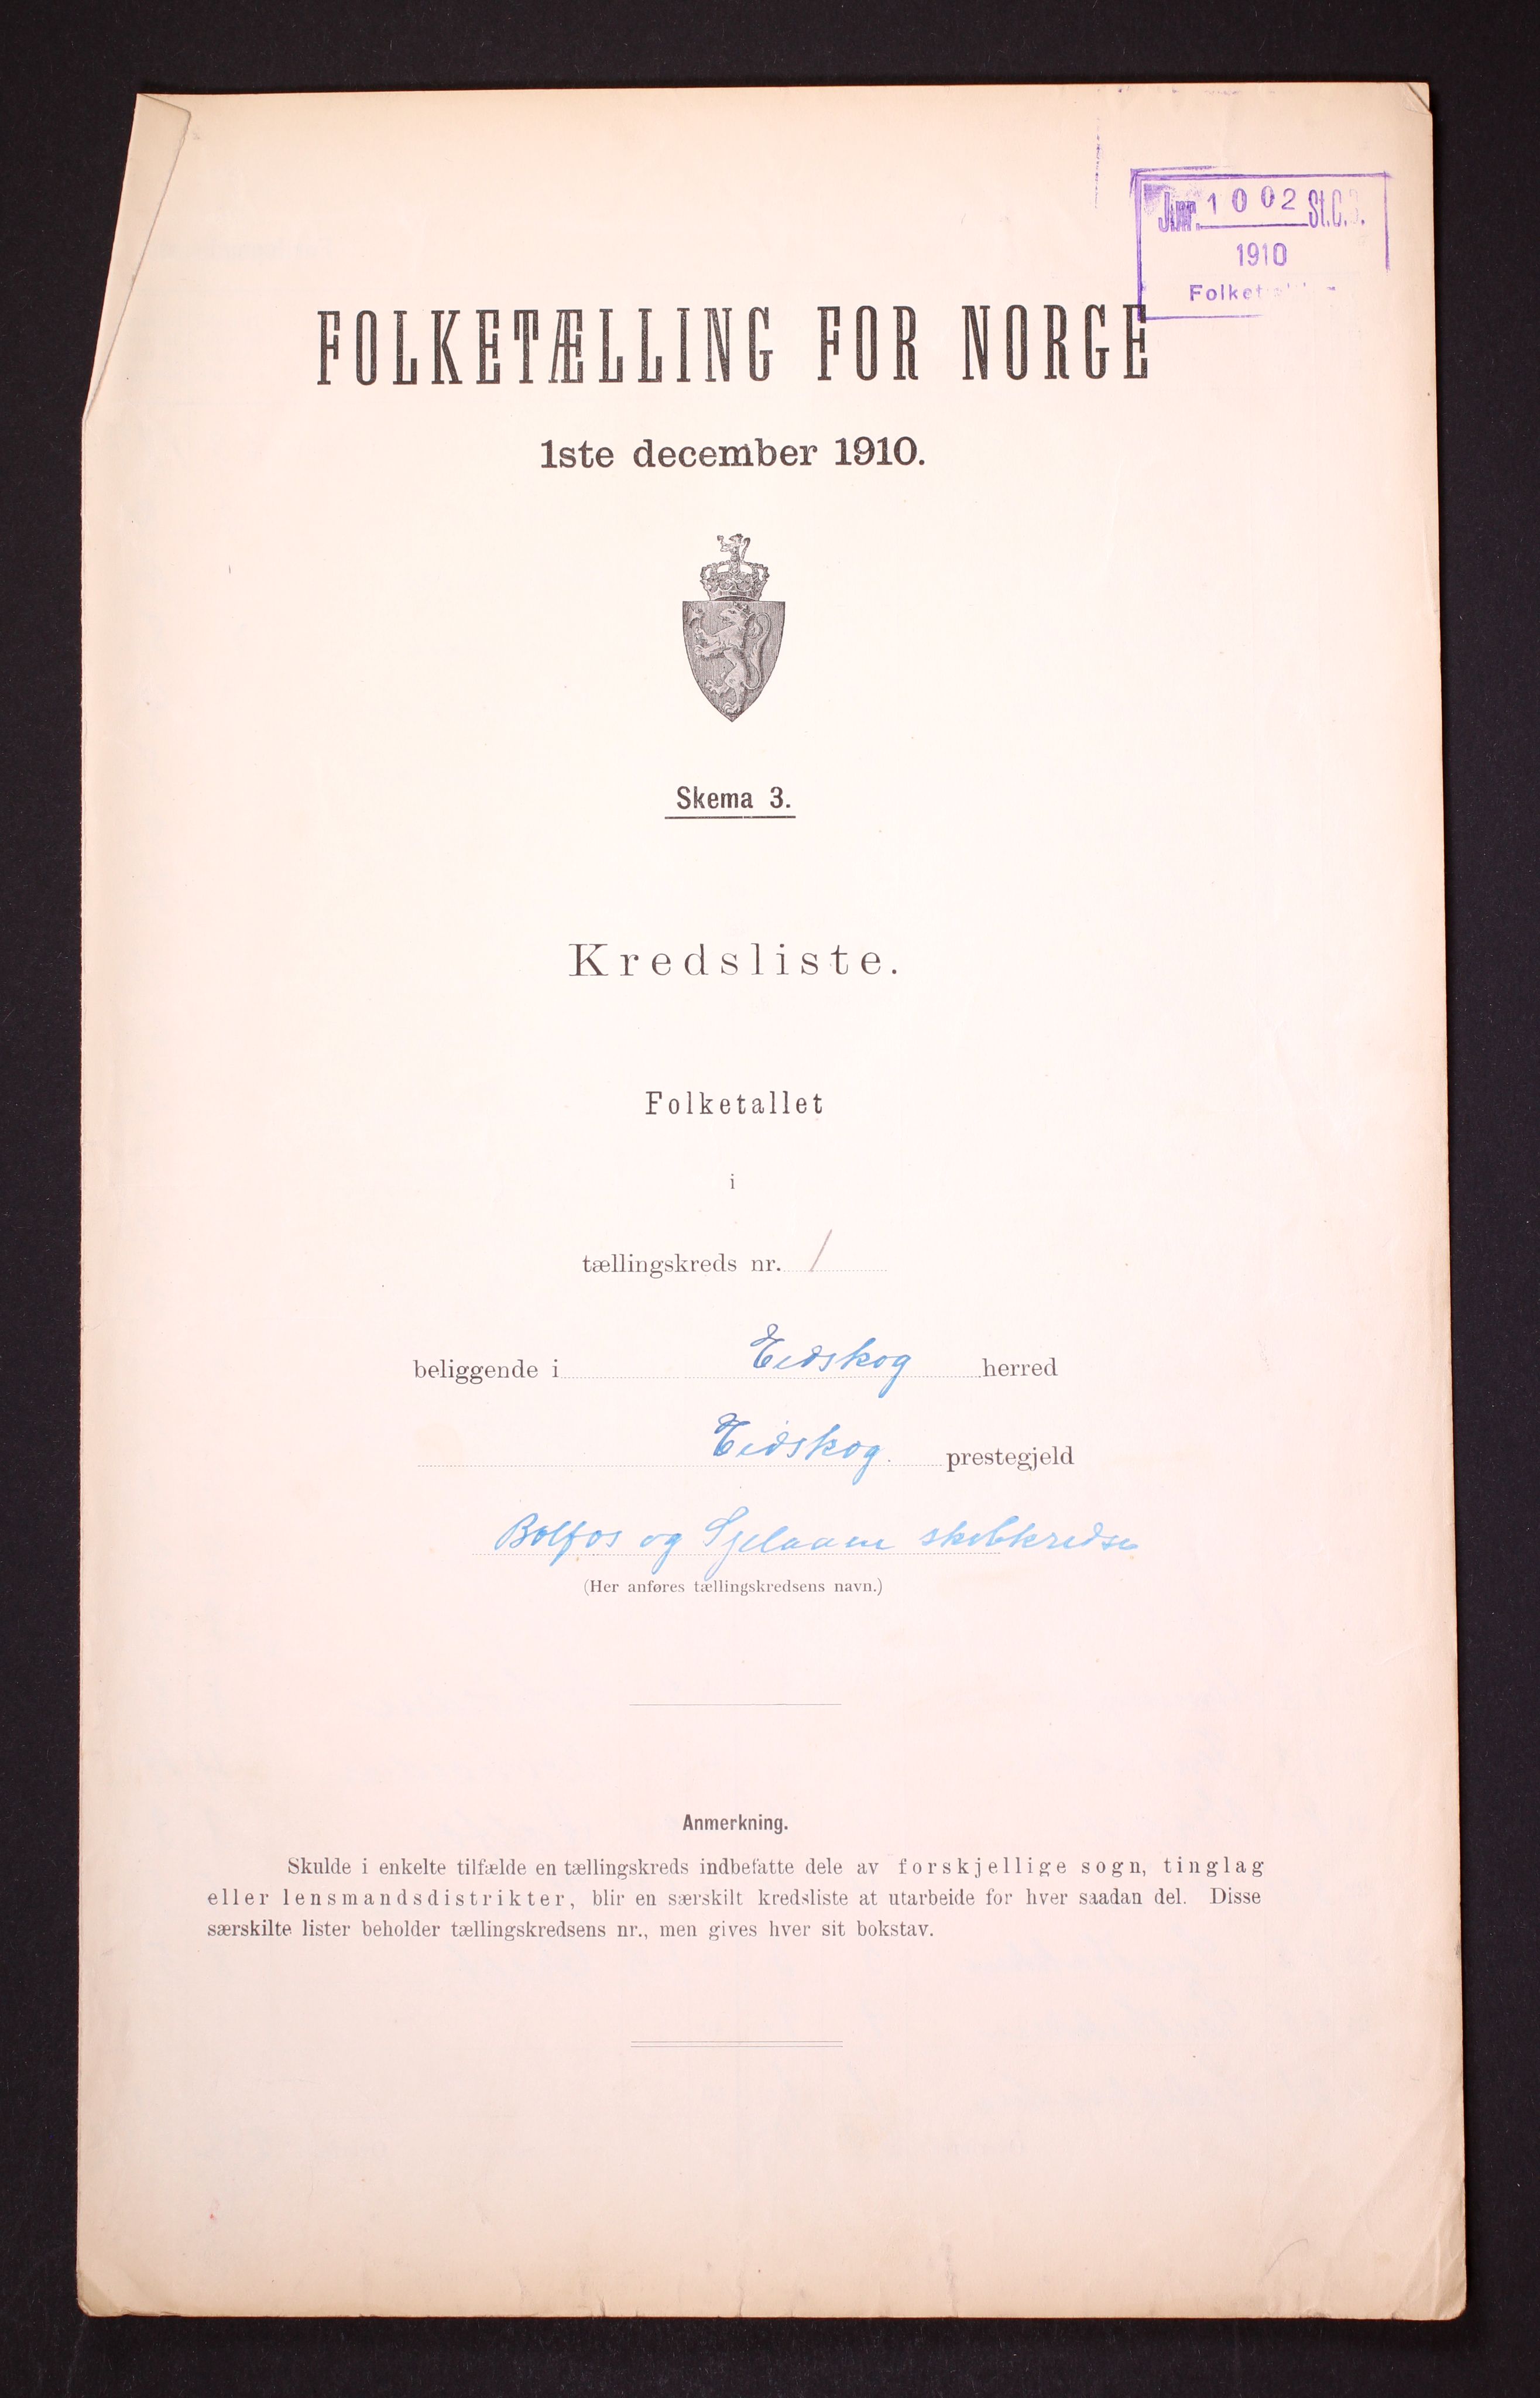 Jnr. 1002 St.C.
1910
FOLKETÆLLING FOR NORGE
1ste december 1910.
Skema 3.
Kredsliste.
Folketallet
i
tællingskreds nr. 1
beliggende i Eidskog herred
Eidskog. prestegjeld
Bolfos og skolekredse
(Her anføres tællingskredsens navn.)
Anmerkning.
Skulde i enkelte tilfælde en tællingskreds indbefatte dele av forskjellige sogn, tinglag
eller lensmandsdistrikter, blir en særskilt kredsliste at utarbeide for hver saadan del. Disse
særskilte lister beholder tællingskredsens nr., men gives hver sit bokstav.